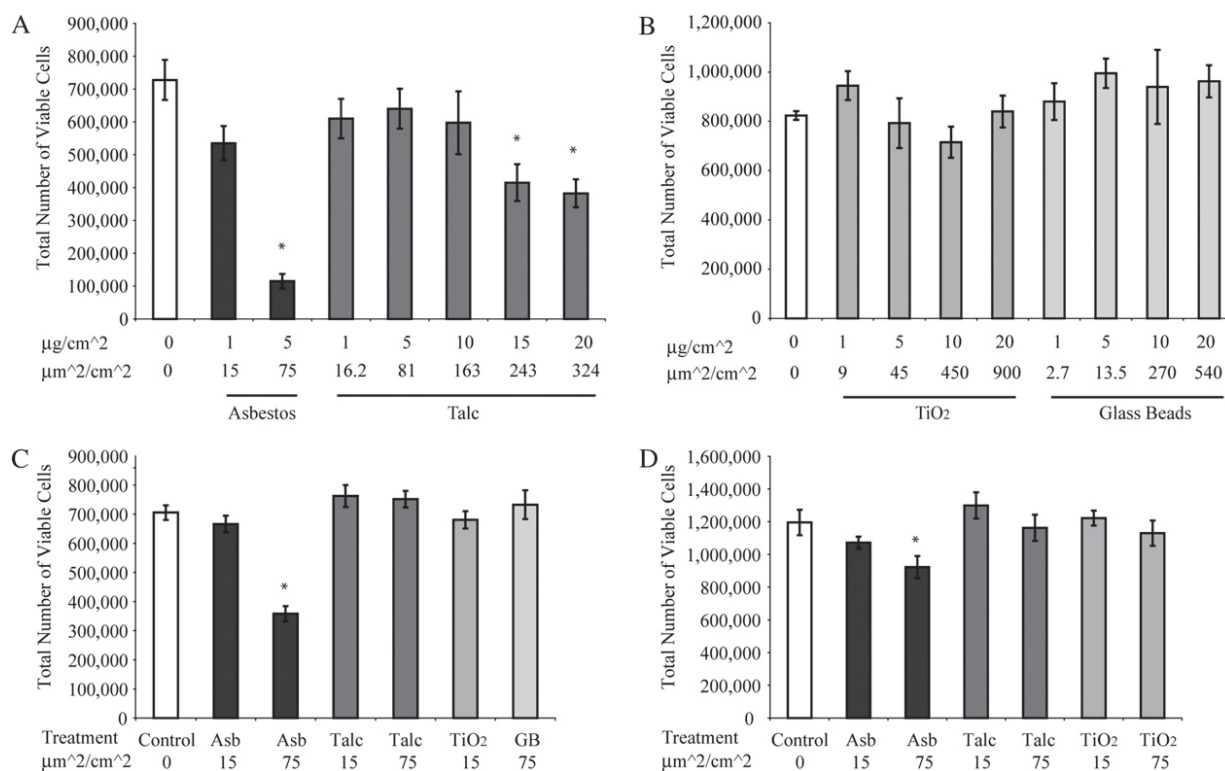 A
Total Number of Viable Cells
900,000
800,000
700,000
600,000
500,000
400,000
300,000
200,000
100,000
0
* * *
µg/cm^2 0 1 5 1 5 10 15 20
µm^2/cm^2 0 15 75 16.2 81 163 243 324
Asbestos Talc
B
Total Number of Viable Cells
1,200,000
1,000,000
800,000
600,000
400,000
200,000
0
µg/cm^2 0 1 5 10 20 1 5 10 20
µm^2/cm^2 0 9 45 450 900 2.7 13.5 270 540
TiO2 Glass Beads
C
Total Number of Viable Cells
900,000
800,000
700,000
600,000
500,000
400,000
300,000
200,000
100,000
0
*
Treatment Control Asb Asb Talc Talc TiO2 GB
µm^2/cm^2 0 15 75 15 75 15 75
D
Total Number of Viable Cells
1,600,000
1,400,000
1,200,000
1,000,000
800,000
600,000
400,000
200,000
0
*
Treatment Control Asb Asb Talc Talc TiO2 TiO2
µm^2/cm^2 0 15 75 15 75 15 75